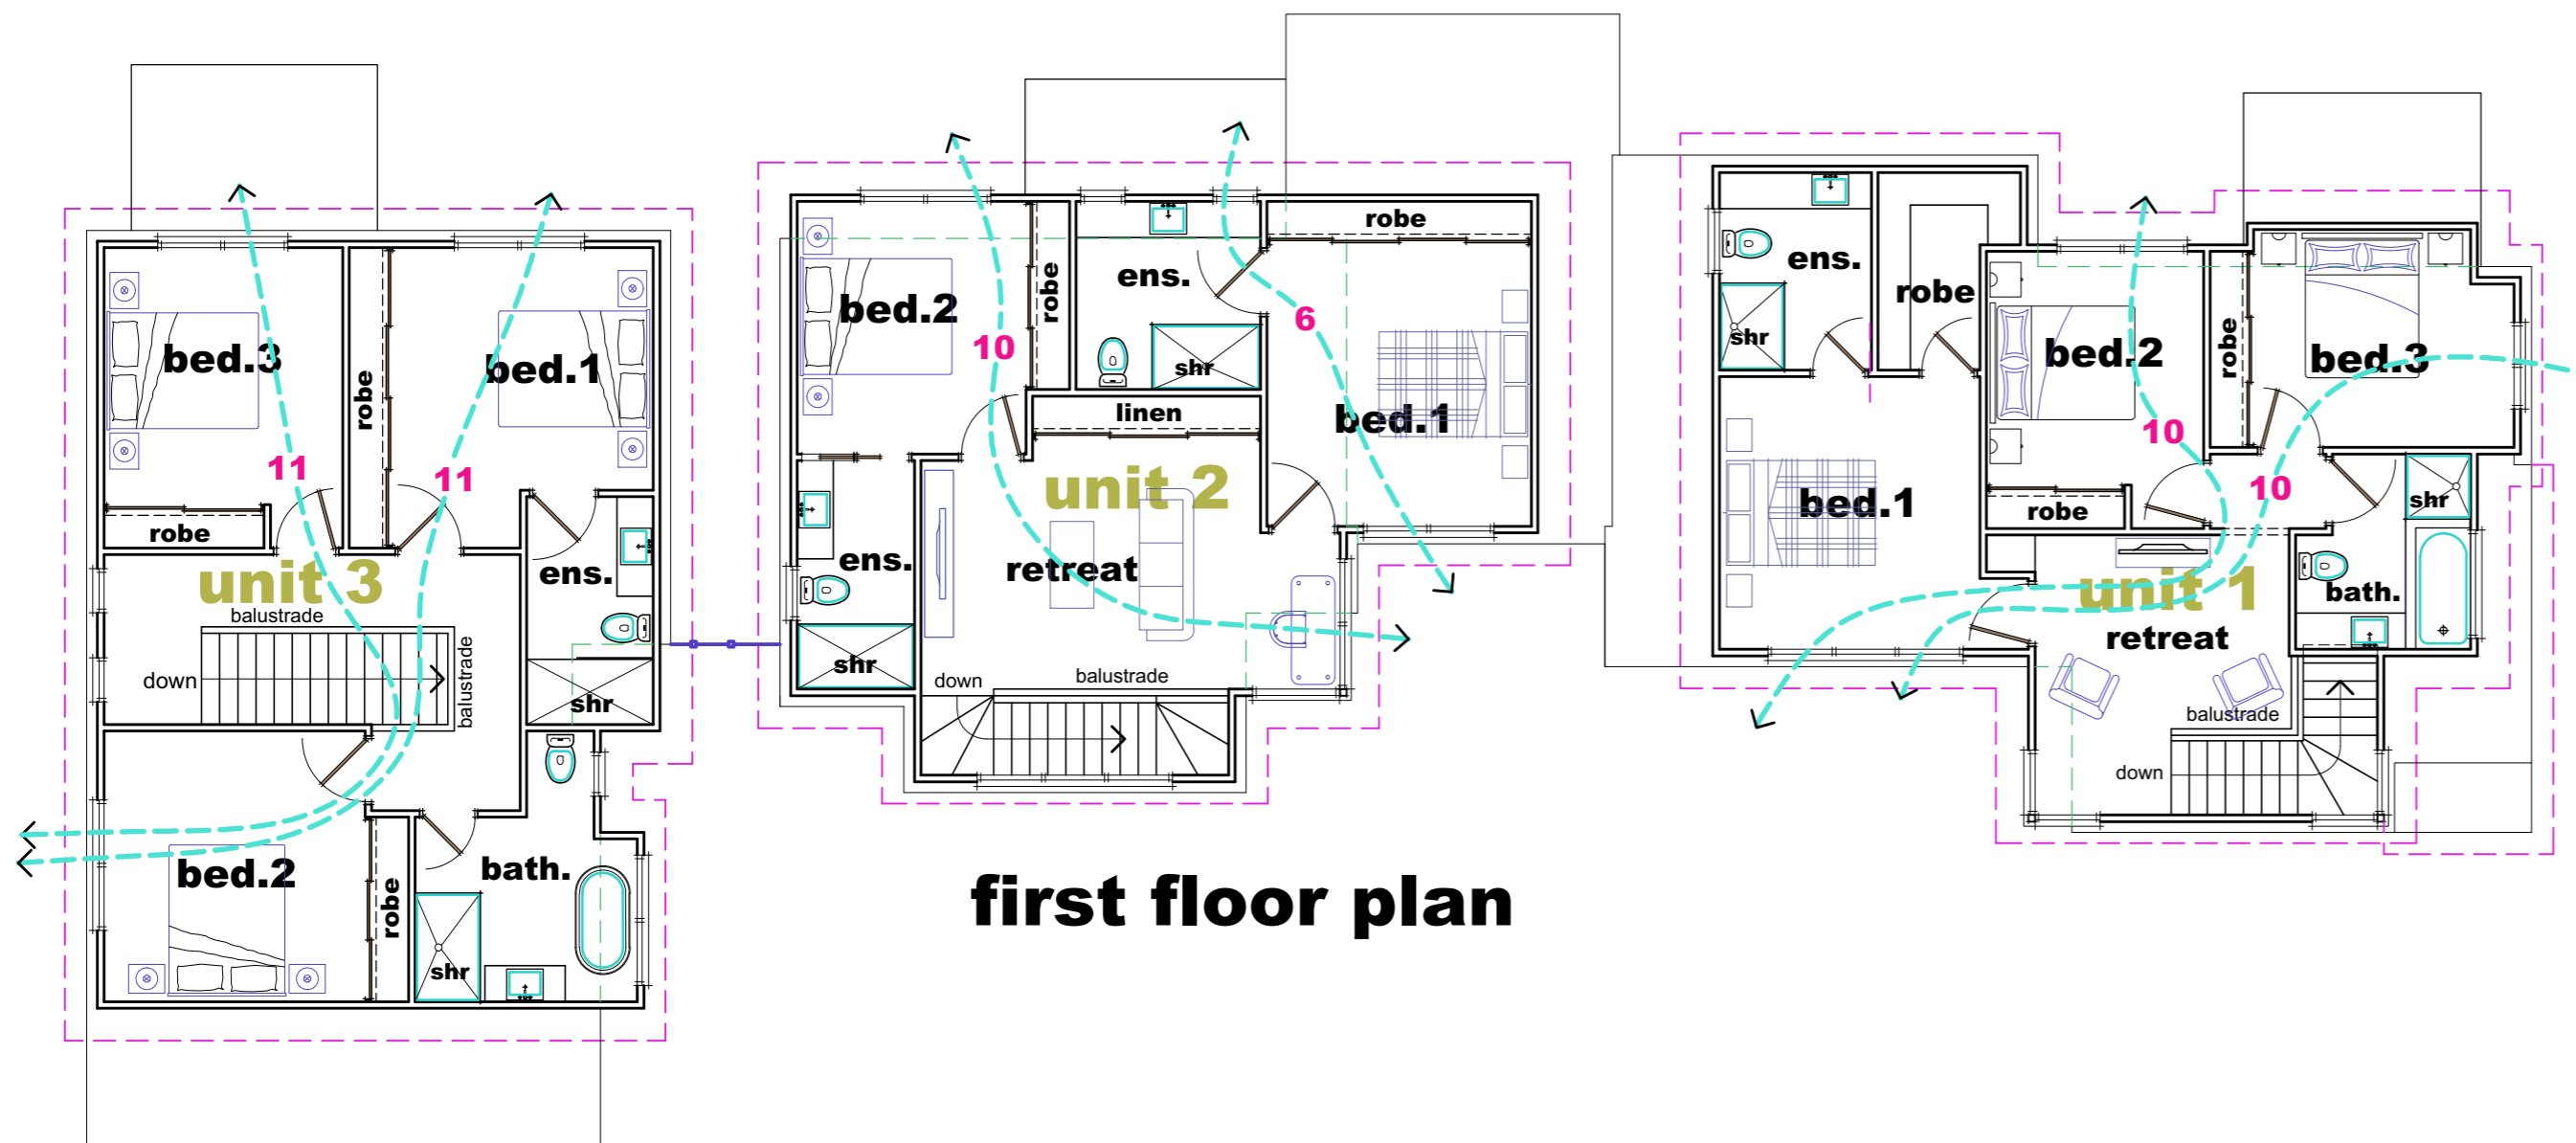 bed.3
bed.1
robe
11
11
robe
unit 3
ens.
balustrade
balustrade
down
shr
bed.2
robe
bath.
shr
robe
bed.2
robe
ens.
6
10
shr
linen
bed.1
unit 2
ens.
retreat
shr
down
balustrade
ens.
robe
shr
bed.2
robe
bed.3
10
10
bed.1
robe
shr
unit 1
bath.
retreat
balustrade
down
first floor plan